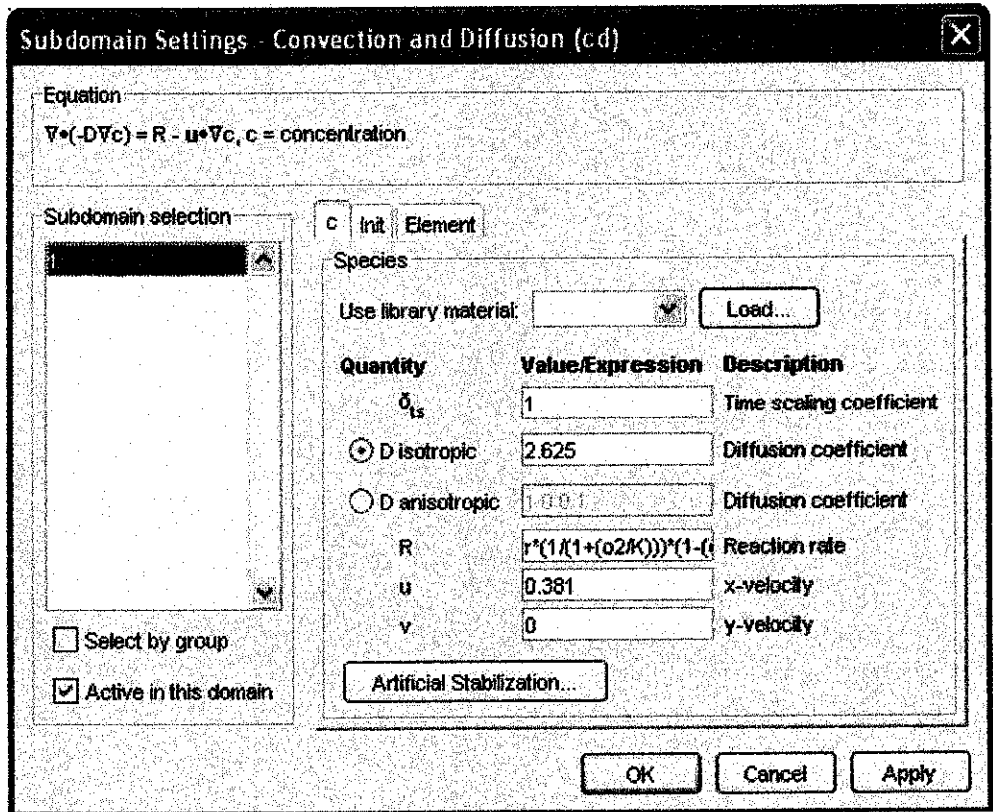 Subdomain Settings - Convection and Diffusion (cd)
Equation
∇•(-D∇c) = R - u•∇c, c = concentration
Subdomain selection
c Init Element
Species
Use library material: Load...
Quantity Value/Expression Description
δts 1 Time scaling coefficient
D isotropic 2.625 Diffusion coefficient
D anisotropic 1 0 0 1 Diffusion coefficient
R r*(1/(1+(o2/K)))*(1-( Reaction rate
u 0.381 x-velocity
v 0 y-velocity
Select by group
Active in this domain
Artificial Stabilization...
OK Cancel Apply